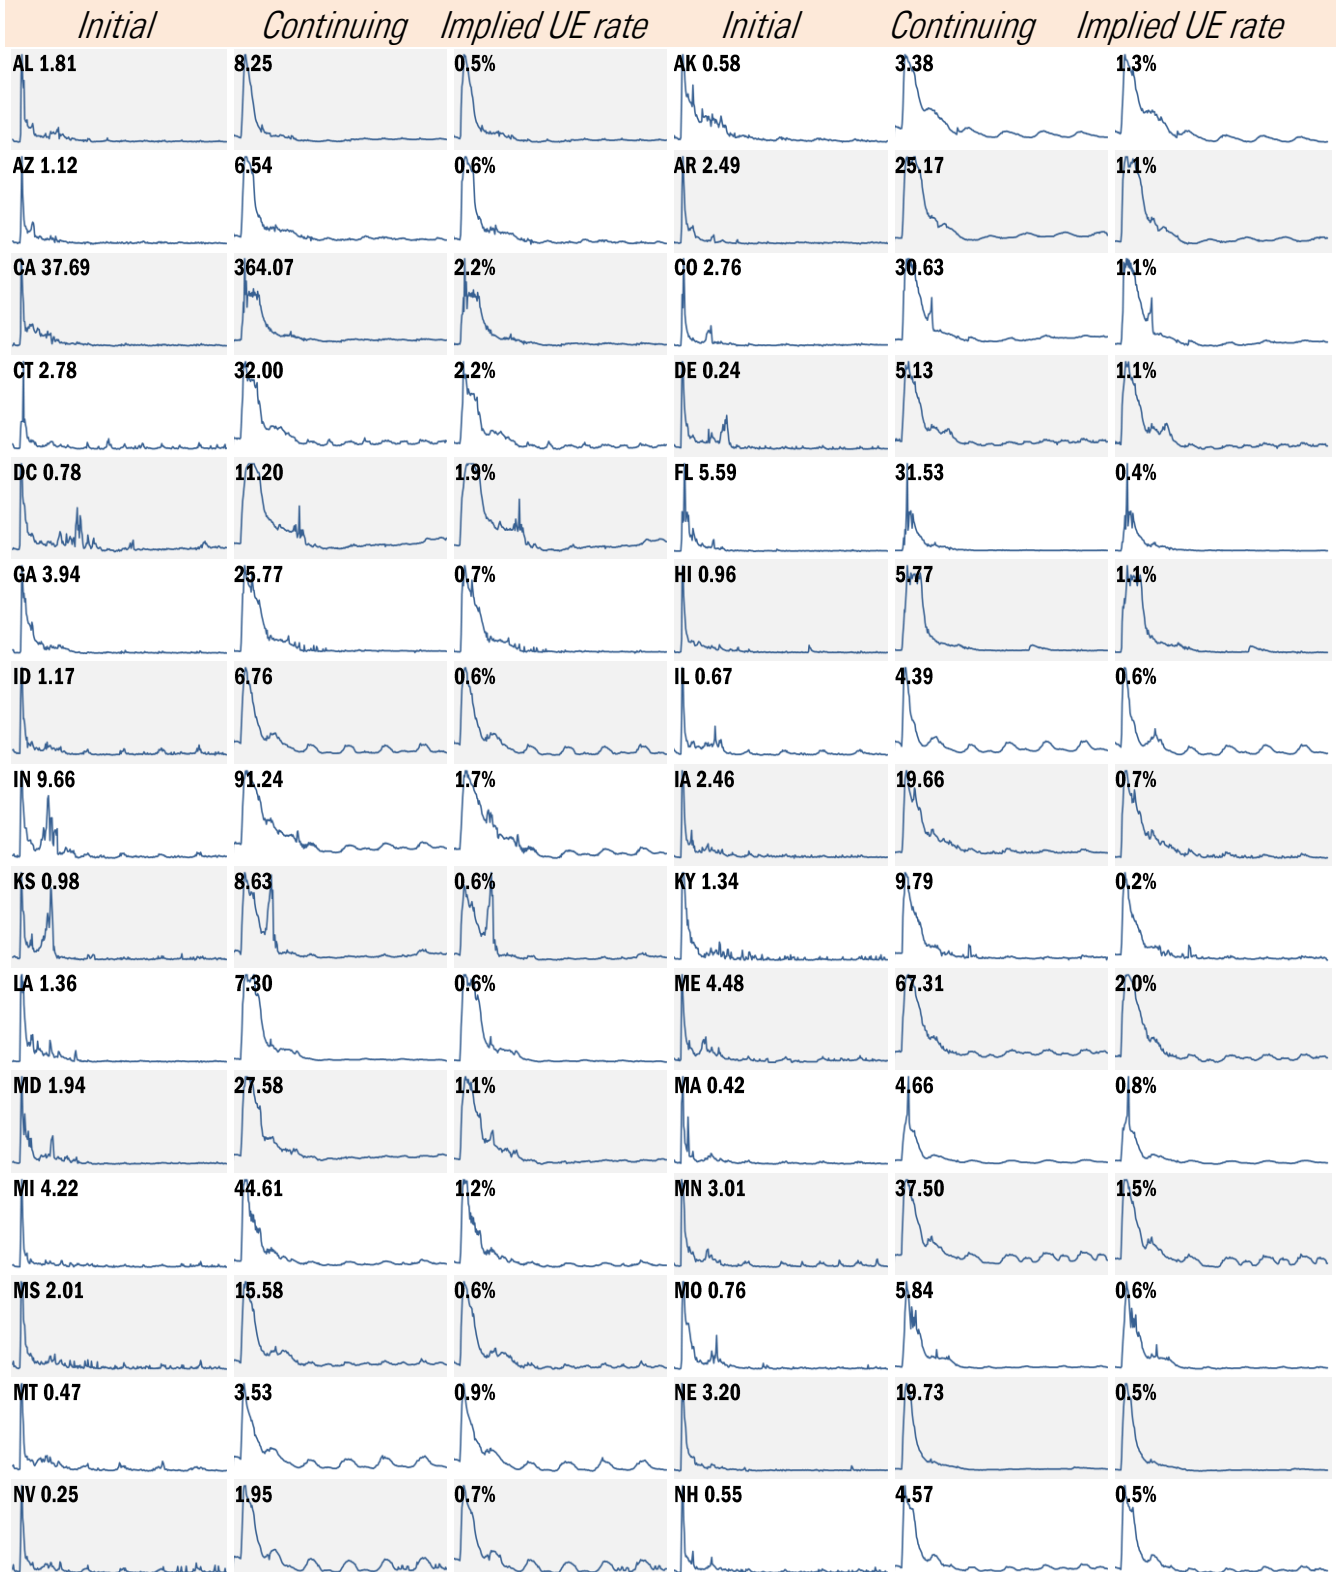 Initial Continuing Implied UE rate Initial Continuing Implied UE rate
AL 1.81 8.25 0.5% AK 0.58 3.38 1.3%
AZ 1.12 6.54 0.6% AR 2.49 25.17 1.1%
CA 37.69 364.07 2.2% CO 2.76 30.63 1.1%
CT 2.78 32.00 2.2% DE 0.24 5.13 1.1%
DC 0.78 11.20 1.9% FL 5.59 31.53 0.4%
GA 3.94 25.77 0.7% HI 0.96 5.77 1.1%
ID 1.17 6.76 0.6% IL 0.67 4.39 0.6%
IN 9.66 91.24 1.7% IA 2.46 19.66 0.7%
KS 0.98 8.63 0.6% KY 1.34 9.79 0.2%
LA 1.36 7.30 0.6% ME 4.48 67.31 2.0%
MD 1.94 27.58 1.1% MA 0.42 4.66 0.8%
MI 4.22 44.61 1.2% MN 3.01 37.50 1.5%
MS 2.01 15.58 0.6% MO 0.76 5.84 0.6%
MT 0.47 3.53 0.9% NE 3.20 19.73 0.5%
NV 0.25 1.95 0.7% NH 0.55 4.57 0.5%